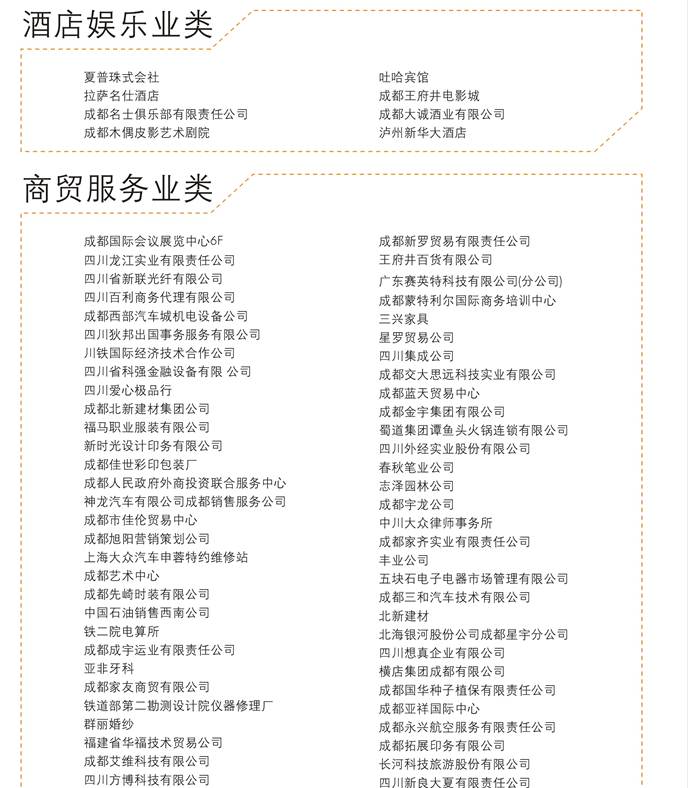 酒店娱乐业类
夏普珠式会社
拉萨名仕酒店
成都名士俱乐部有限责任公司
成都木偶皮影艺术剧院
吐哈宾馆
成都王府井电影城
成都大诚酒业有限公司
泸州新华大酒店
商贸服务业类
成都国际会议展览中心6F
四川龙江实业有限责任公司
四川省新联光纤有限公司
四川百利商务代理有限公司
成都西部汽车城机电设备公司
四川狄邦出国事务服务有限公司
川铁国际经济技术合作公司
四川省科强金融设备有限 公司
四川爱心极品行
成都北新建材集团公司
福马职业服装有限公司
新时光设计印务有限公司
成都佳世彩印包装厂
成都人民政府外商投资联合服务中心
神龙汽车有限公司成都销售服务公司
成都市佳伦贸易中心
成都旭阳营销策划公司
上海大众汽车申蓉特约维修站
成都艺术中心
成都先崎时装有限公司
中国石油销售西南公司
铁二院电算所
成都成宇运业有限责任公司
亚非牙科
成都家友商贸有限公司
铁道部第二勘测设计院仪器修理厂
群丽婚纱
福建省华福技术贸易公司
成都艾维科技有限公司
四川方博科技有限公司
成都新罗贸易有限责任公司
王府井百货有限公司
广东赛英特科技有限公司(分公司)
成都蒙特利尔国际商务培训中心
三兴家具
星罗贸易公司
四川集成公司
成都交大思远科技实业有限公司
成都蓝天贸易中心
成都金宇集团有限公司
蜀道集团谭鱼头火锅连锁有限公司
四川外经实业股份有限公司
春秋笔业公司
志泽园林公司
成都宇龙公司
中川大众律师事务所
成都家齐实业有限责任公司
丰业公司
五块石电子电器市场管理有限公司
成都三和汽车技术有限公司
北新建材
北海银河股份公司成都星宇分公司
四川想真企业有限公司
横店集团成都有限公司
成都国华种子植保有限责任公司
成都亚祥国际中心
成都永兴航空服务有限责任公司
成都拓展印务有限公司
长河科技旅游股份有限公司
四川新良大夏有限责任公司